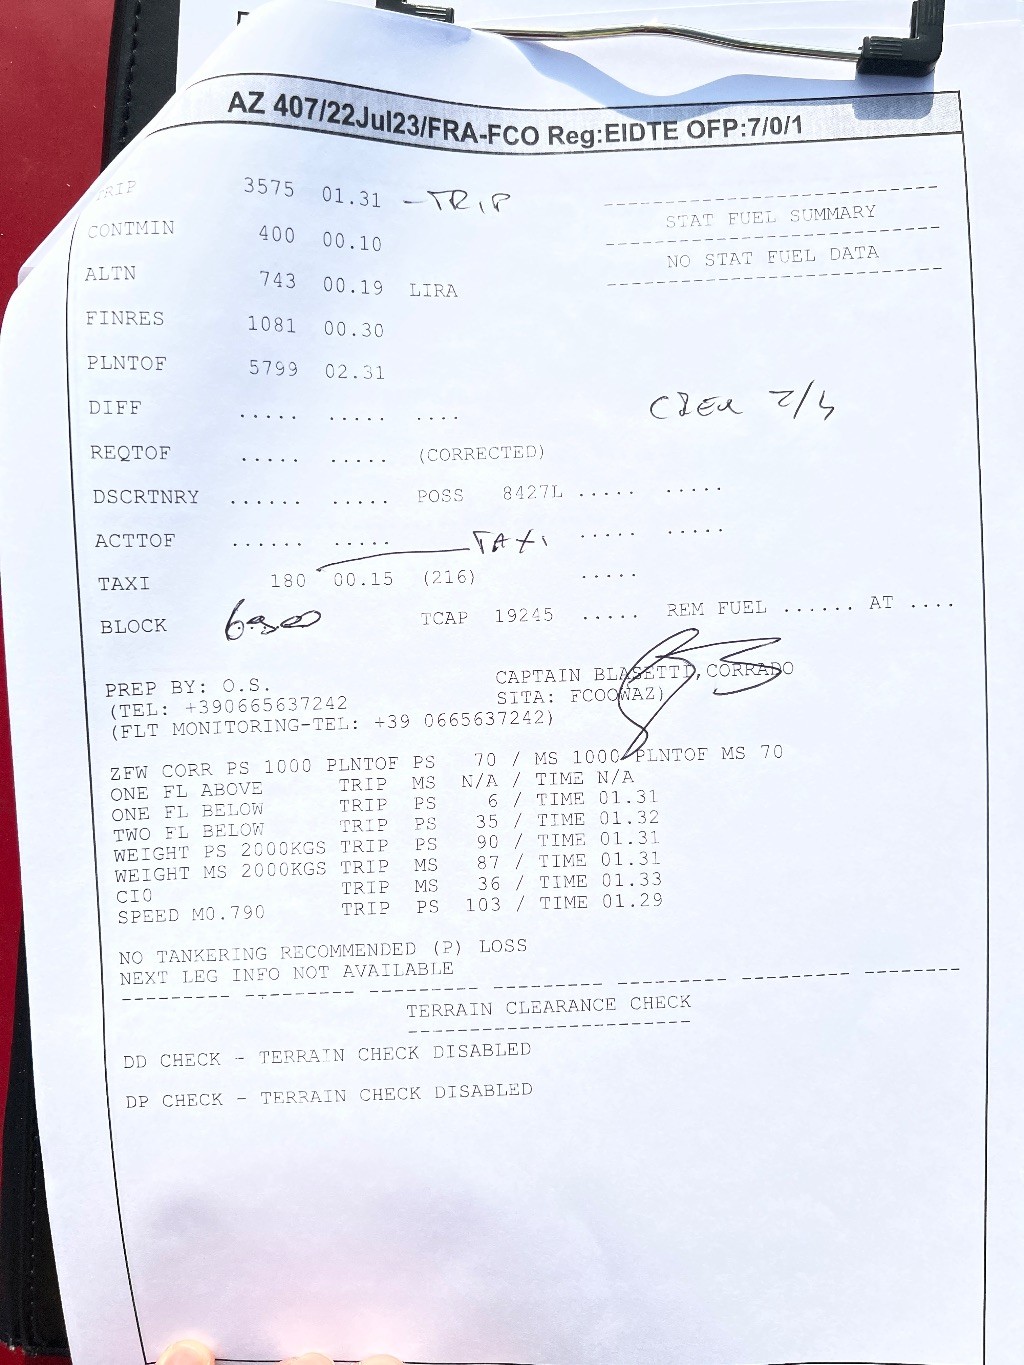 AZ 407/22Jul23/FRA-FCO Reg:EIDTE OFP:7/0/1
TRIP 3575 01.31 - TRIP
CONTMIN 400 00.10
ALTN 743 00.19 LIRA
FINRES 1081 00.30
PLNTOF 5799 02.31
STAT FUEL SUMMARY
NO STAT FUEL DATA
DIFF ..... ..... ....
CREW 2/4
REQTOF ..... ..... (CORRECTED)
DSCRTNRY ...... ..... POSS 8427L ..... .....
ACTTOF ...... ..... TAXI ..... .....
TAXI 180 00.15 (216) .....
BLOCK TCAP 19245 ..... REM FUEL ...... AT ....
PREP BY: O.S. CAPTAIN BLASETTI,CORRADO
(TEL: +390665637242 SITA: FCOOWAZ)
(FLT MONITORING-TEL: +39 0665637242)
ZFW CORR PS 1000 PLNTOF PS 70 / MS 1000 PLNTOF MS 70
ONE FL ABOVE TRIP MS N/A / TIME N/A
ONE FL BELOW TRIP PS 6 / TIME 01.31
TWO FL BELOW TRIP PS 35 / TIME 01.32
WEIGHT PS 2000KGS TRIP PS 90 / TIME 01.31
WEIGHT MS 2000KGS TRIP MS 87 / TIME 01.31
CI0 TRIP MS 36 / TIME 01.33
SPEED M0.790 TRIP PS 103 / TIME 01.29
NO TANKERING RECOMMENDED (P) LOSS
NEXT LEG INFO NOT AVAILABLE
TERRAIN CLEARANCE CHECK
DD CHECK - TERRAIN CHECK DISABLED
DP CHECK - TERRAIN CHECK DISABLED